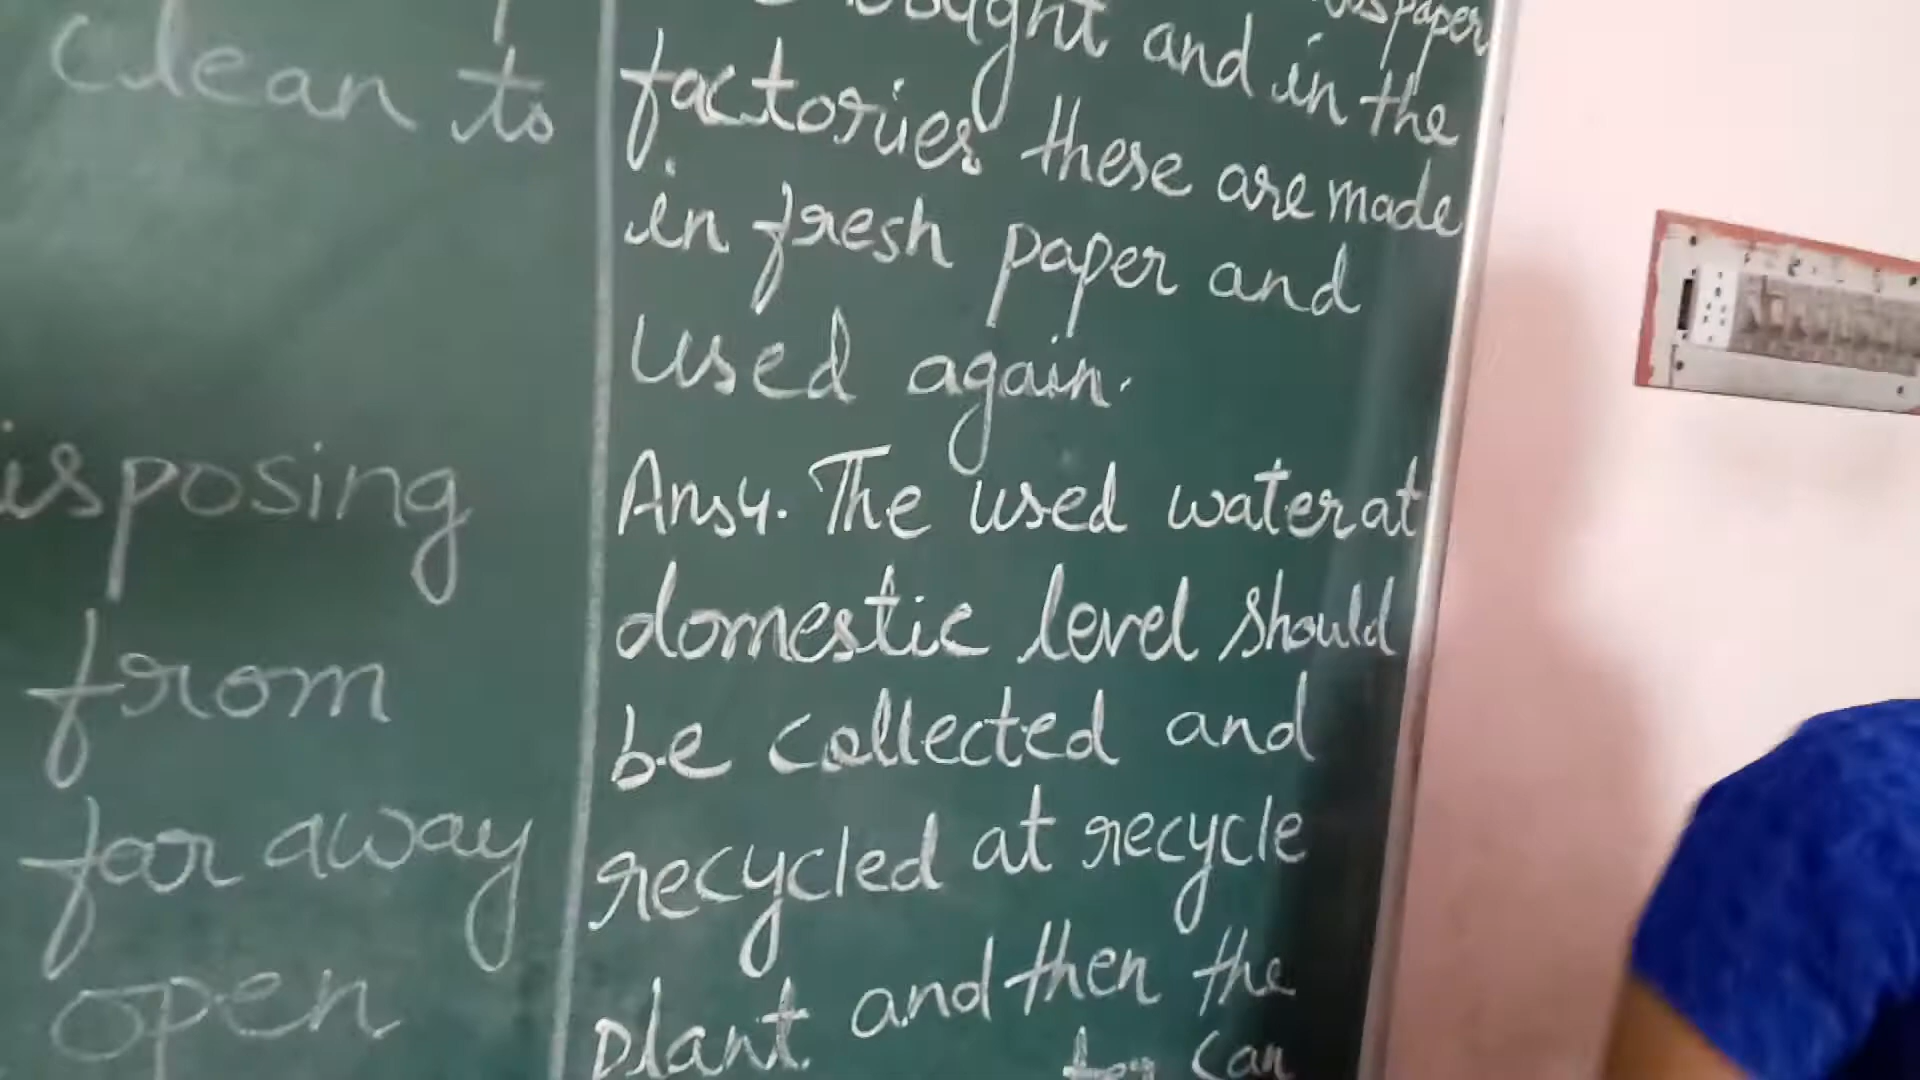 clean to
isposing
from
far away
open
and in the
factories these are made
in fresh paper and
used again.
Ans4. The used water at
domestic level should
be collected and
recycled at recycle
plant and then the
can